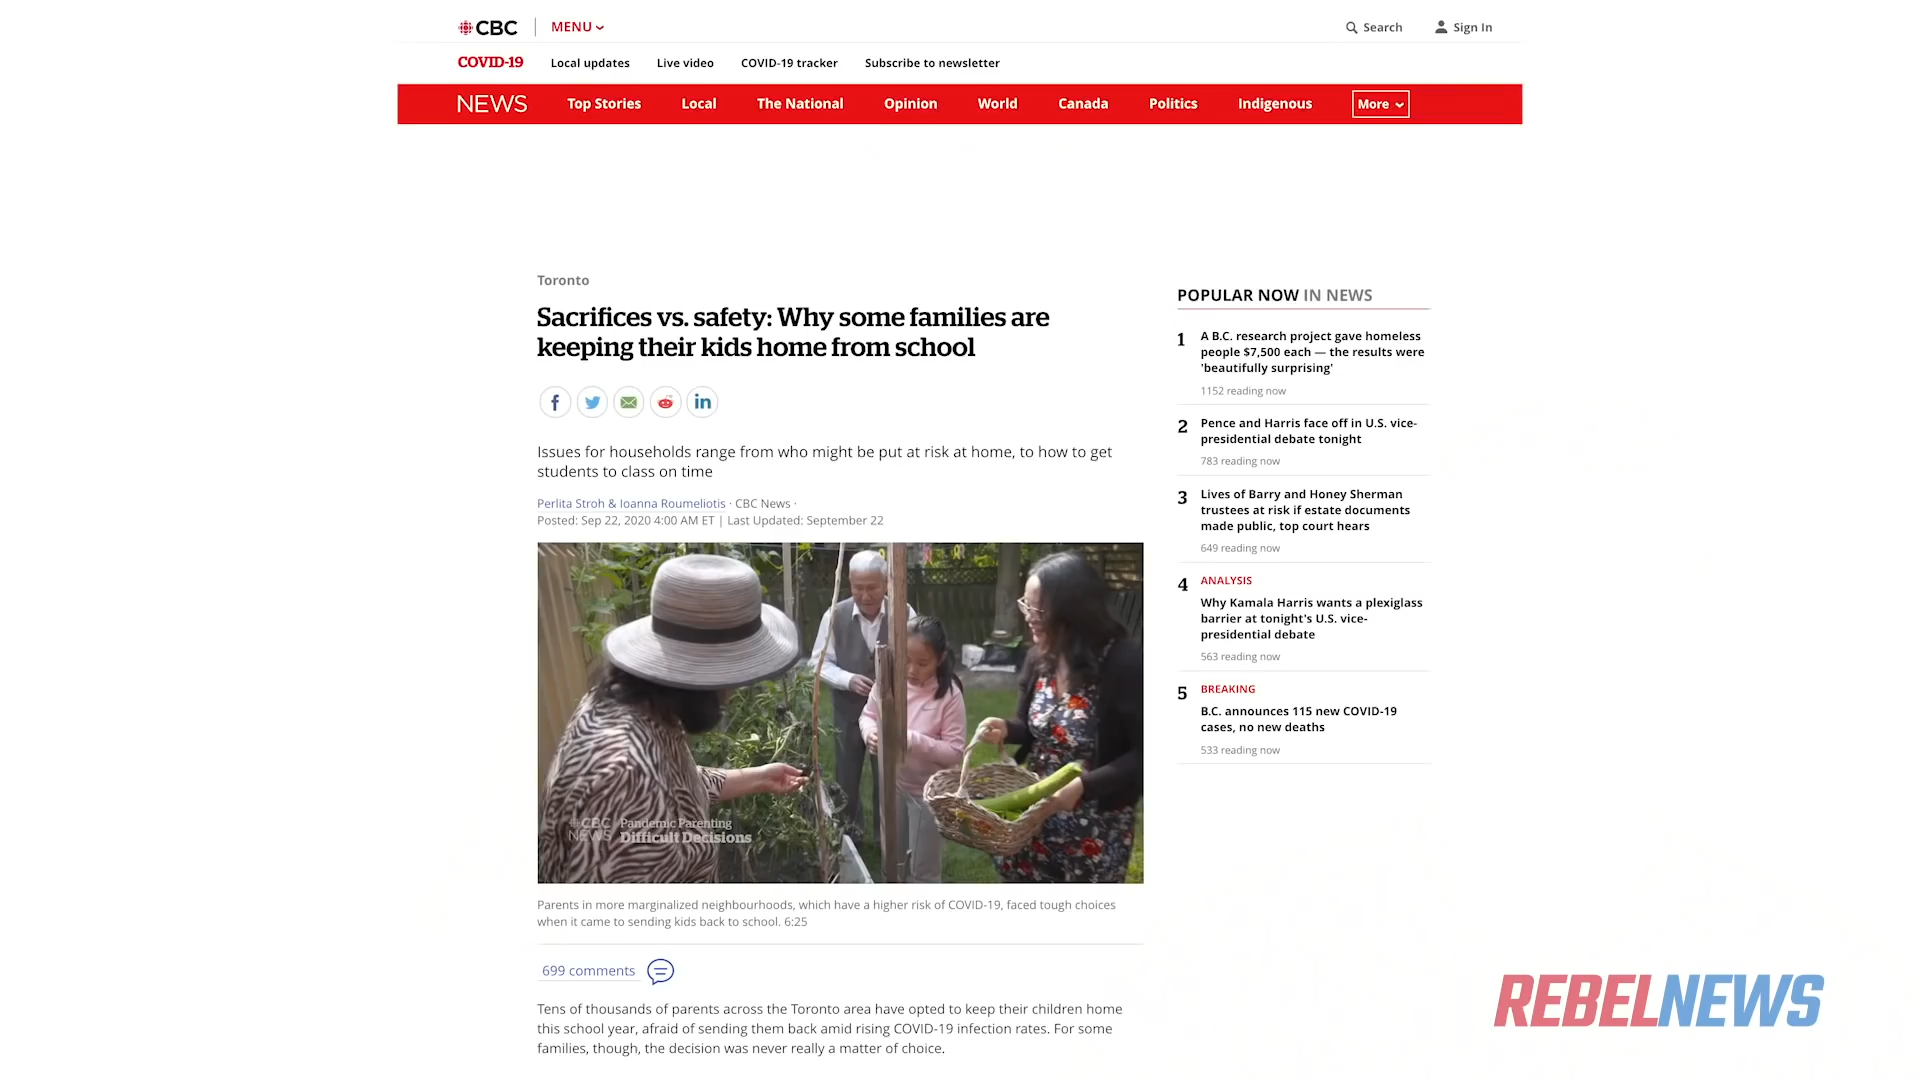 CBC
MENU
Search
Sign In
COVID-19
Local updates
Live video
COVID-19 tracker
Subscribe to newsletter
NEWS
Top Stories
Local
The National
Opinion
World
Canada
Politics
Indigenous
More
Toronto
Sacrifices vs. safety: Why some families are
keeping their kids home from school
Issues for households range from who might be put at risk at home, to how to get
students to class on time
Perlita Stroh & Ioanna Roumeliotis · CBC News ·
Posted: Sep 22, 2020 4:00 AM ET | Last Updated: September 22
CBC
NEWS
Pandemic Parenting
Difficult Decisions
Parents in more marginalized neighbourhoods, which have a higher risk of COVID-19, faced tough choices
when it came to sending kids back to school. 6:25
699 comments
Tens of thousands of parents across the Toronto area have opted to keep their children home
this school year, afraid of sending them back amid rising COVID-19 infection rates. For some
families, though, the decision was never really a matter of choice.
POPULAR NOW IN NEWS
1
A B.C. research project gave homeless
people $7,500 each — the results were
'beautifully surprising'
1152 reading now
2
Pence and Harris face off in U.S. vice-
presidential debate tonight
783 reading now
3
Lives of Barry and Honey Sherman
trustees at risk if estate documents
made public, top court hears
649 reading now
4
ANALYSIS
Why Kamala Harris wants a plexiglass
barrier at tonight's U.S. vice-
presidential debate
563 reading now
5
BREAKING
B.C. announces 115 new COVID-19
cases, no new deaths
533 reading now
REBELNEWS